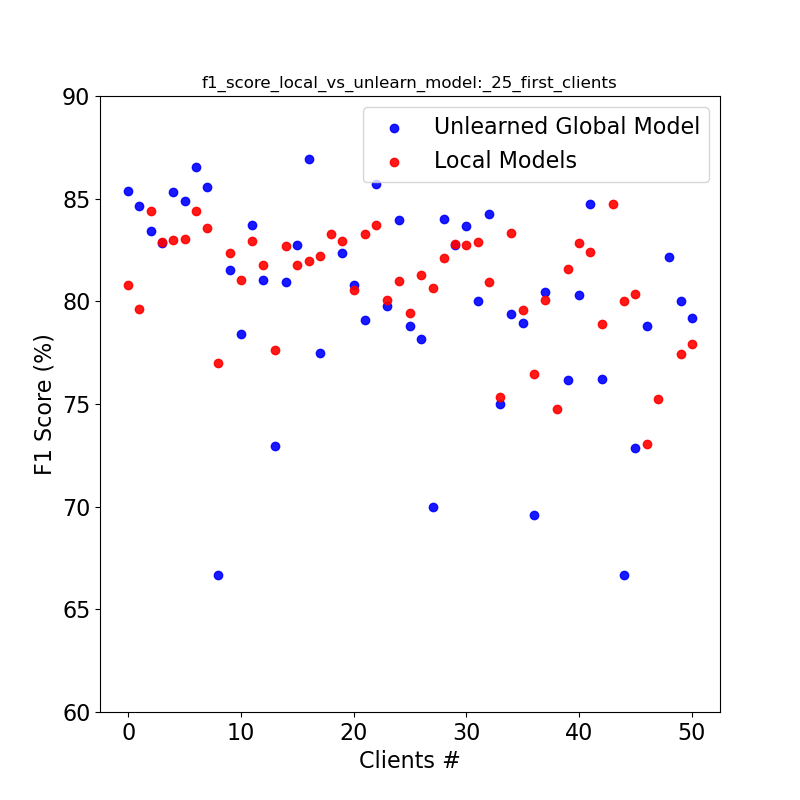 f1_score_local_vs_unlearn_model:_25_first_clients
90
Unlearned Global Model
Local Models
85
80
75
70
65
60
F1 Score (%)
0 10 20 30 40 50
Clients #